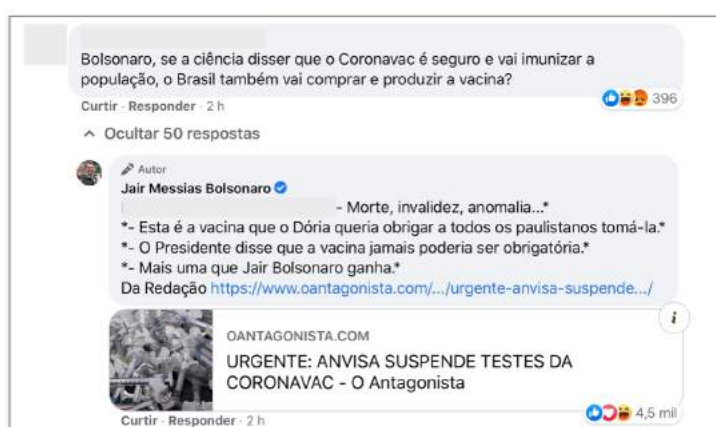 Bolsonaro, se a ciência disser que o Coronavac é seguro e vai imunizar a
população, o Brasil também vai comprar e produzir a vacina?
Curtir · Responder · 2 h
396
Ocultar 50 respostas
Autor
Jair Messias Bolsonaro
- Morte, invalidez, anomalia...*
*- Esta é a vacina que o Dória queria obrigar a todos os paulistanos tomá-la.*
*- O Presidente disse que a vacina jamais poderia ser obrigatória.*
*- Mais uma que Jair Bolsonaro ganha.*
Da Redação https://www.oantagonista.com/.../urgente-anvisa-suspende.../
i
OANTAGONISTA.COM
URGENTE: ANVISA SUSPENDE TESTES DA
CORONAVAC - O Antagonista
Curtir · Responder · 2 h
4,5 mil